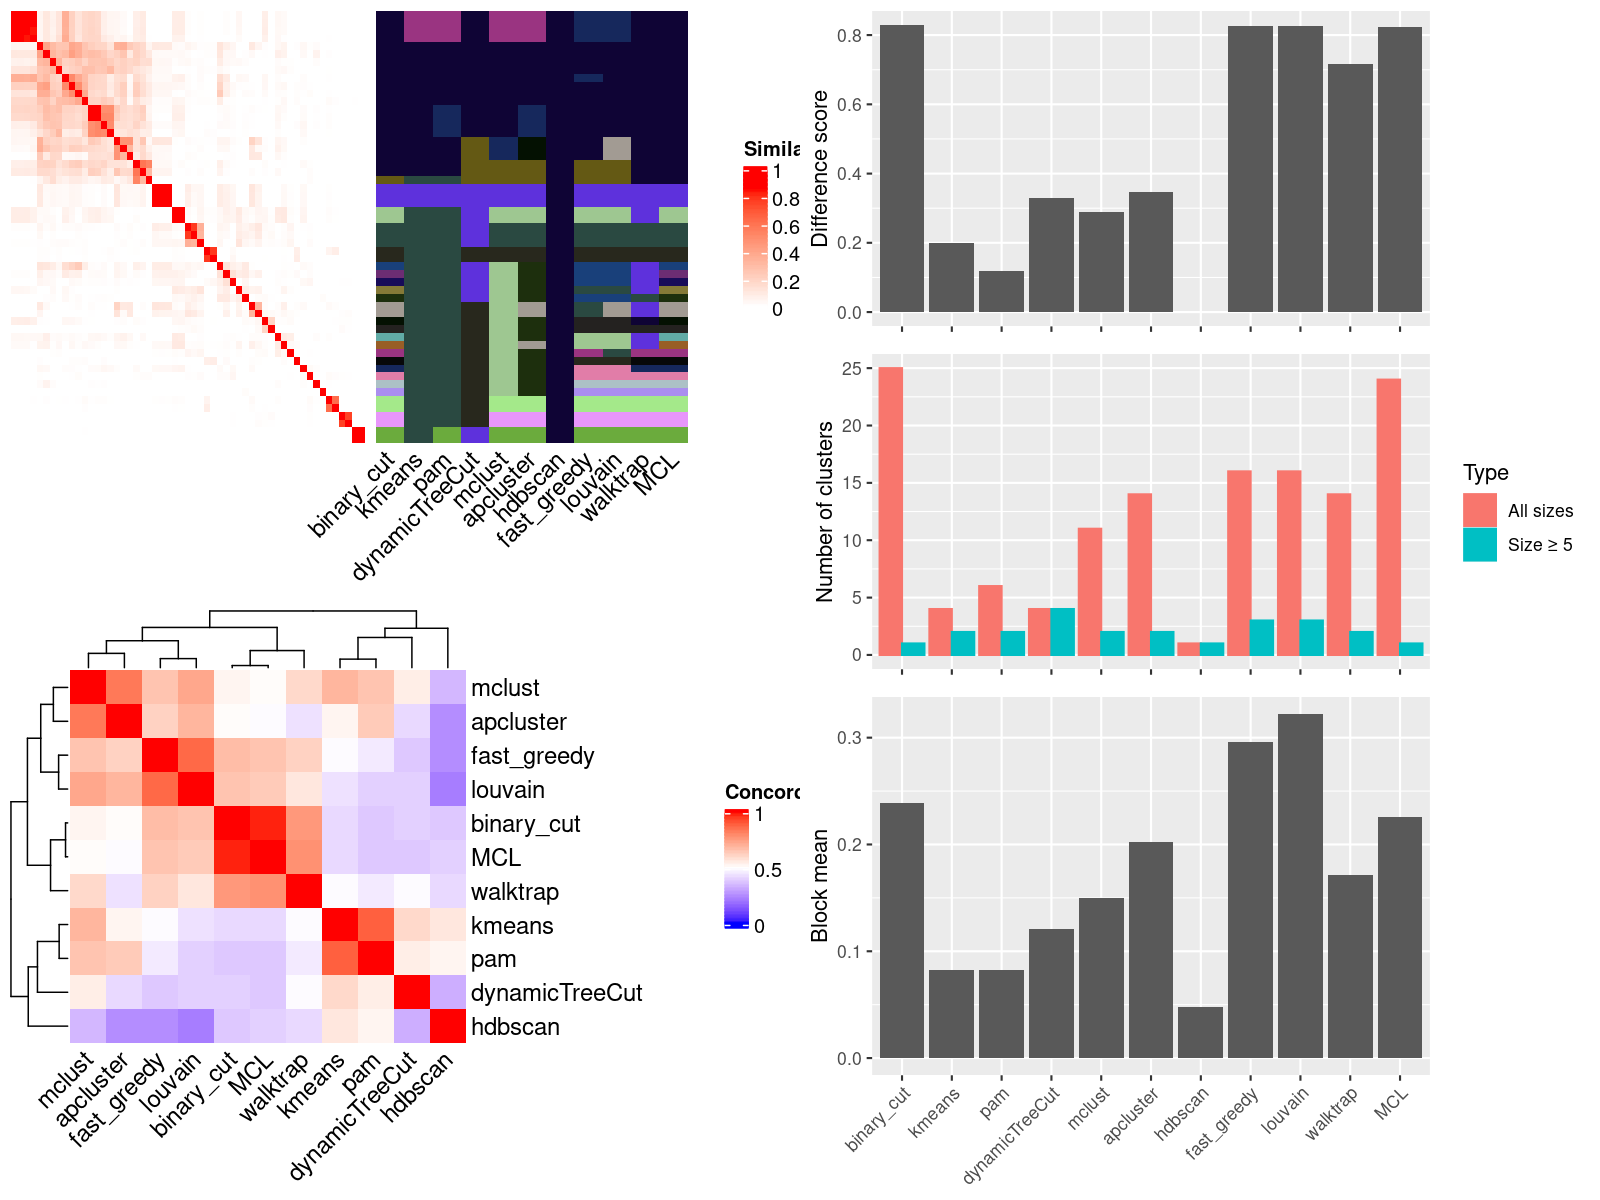 Simila
1
0.8
0.6
0.4
0.2
0
binary_cut
kmeans
pam
dynamicTreeCut
mclust
apcluster
hdbscan
fast_greedy
louvain
walktrap
MCL
mclust
apcluster
fast_greedy
louvain
binary_cut
MCL
walktrap
kmeans
pam
dynamicTreeCut
hdbscan
mclust
apcluster
fast_greedy
louvain
binary_cut
MCL
walktrap
kmeans
pam
dynamicTreeCut
hdbscan
Concord
1
0.5
0
Difference score
0.8
0.6
0.4
0.2
0.0
Number of clusters
25
20
15
10
5
0
Type
All sizes
Size ≥ 5
Block mean
0.3
0.2
0.1
0.0
binary_cut
kmeans
pam
dynamicTreeCut
mclust
apcluster
hdbscan
fast_greedy
louvain
walktrap
MCL